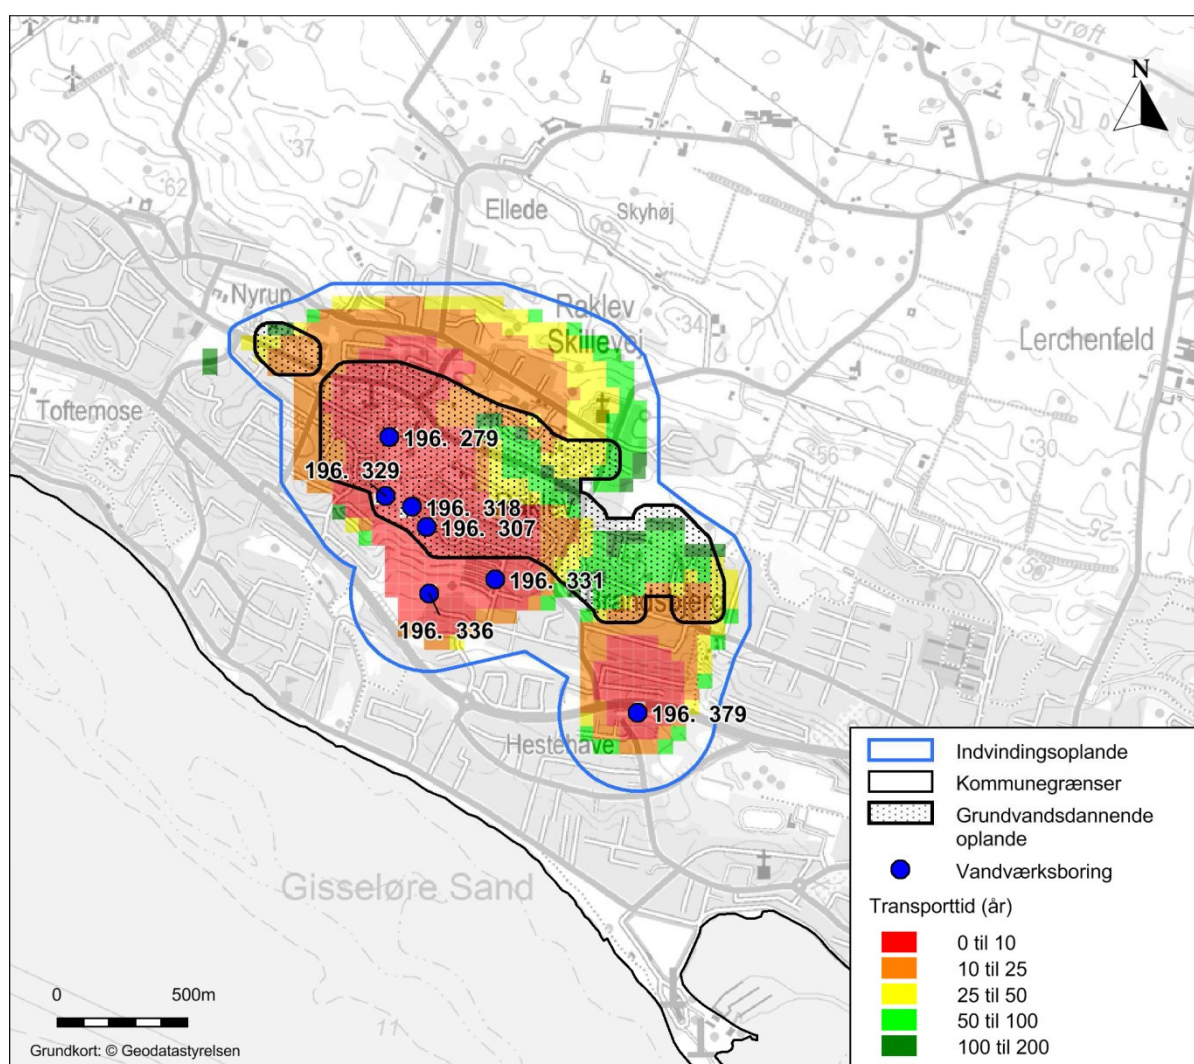 Grøft
N
37
62
Ellede
Skyhøj
Nyrup
Raklev
Skillevej
34
Lerchenfeld
Toftemose
196. 279
56
30
196. 329
196. 318
196. 307
196. 331
196. 336
196. 379
Hestehave
Gisseløre Sand
11
Indvindingsoplande
Kommunegrænser
Grundvandsdannende
oplande
Vandværksboring
Transporttid (år)
0 til 10
10 til 25
25 til 50
50 til 100
100 til 200
0 500m
Grundkort: © Geodatastyrelsen